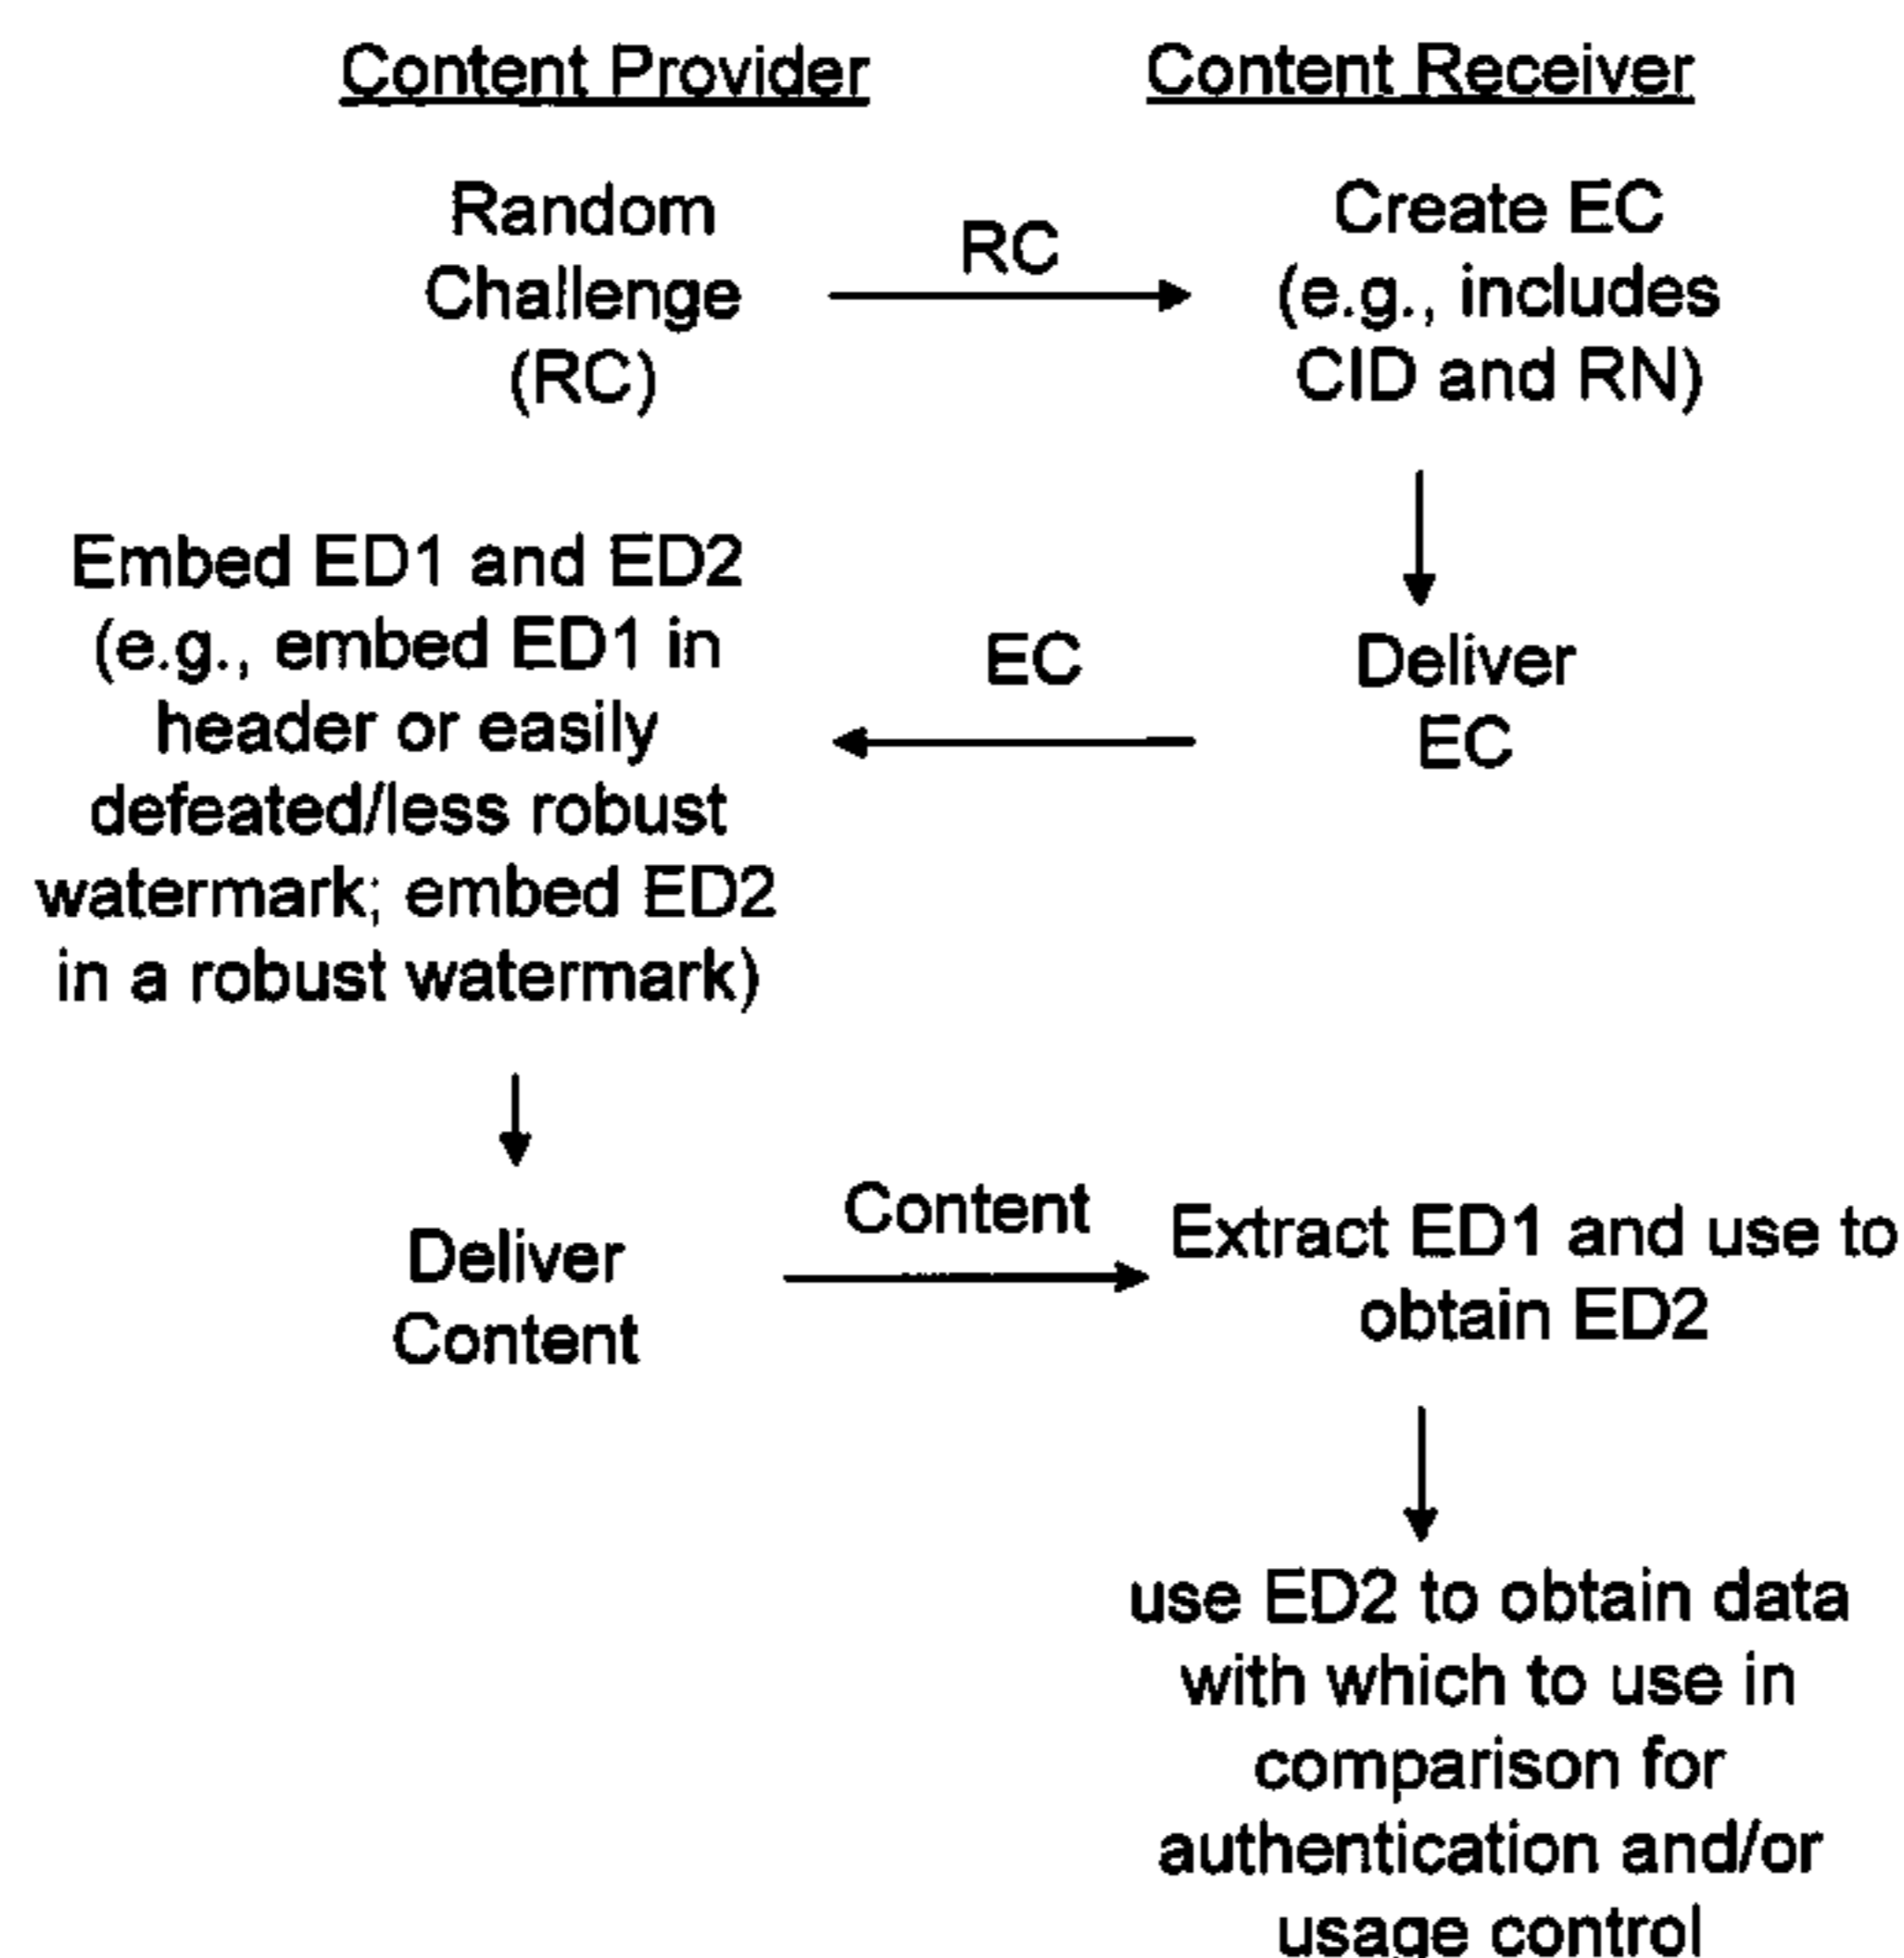 Content Provider
Content Receiver
Random
Challenge
(RC)
RC
Create EC
(e.g., includes
CID and RN)
Deliver
EC
EC
Embed ED1 and ED2
(e.g., embed ED1 in
header or easily
defeated/less robust
watermark; embed ED2
in a robust watermark)
Deliver
Content
Content
Extract ED1 and use to
obtain ED2
use ED2 to obtain data
with which to use in
comparison for
authentication and/or
usage control